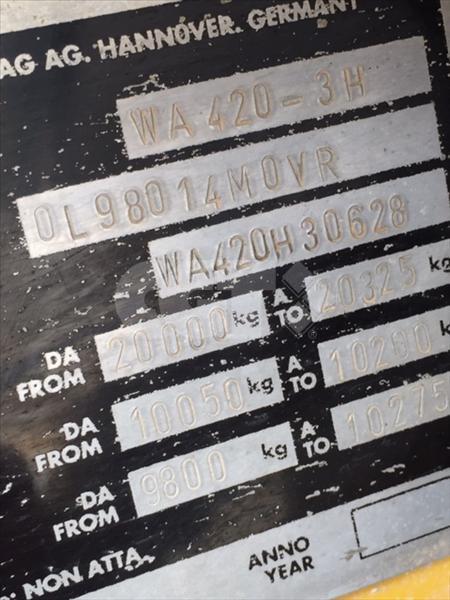 AG AG. HANNOVER. GERMANY
WA 420-3H
OL98014MOVR
WA420H30628
DA FROM 20000 kg A TO 20325 kg
DA FROM 10050 kg A TO 10200 k
DA FROM 9800 kg A TO 10275
NON ATTA.
ANNO YEAR